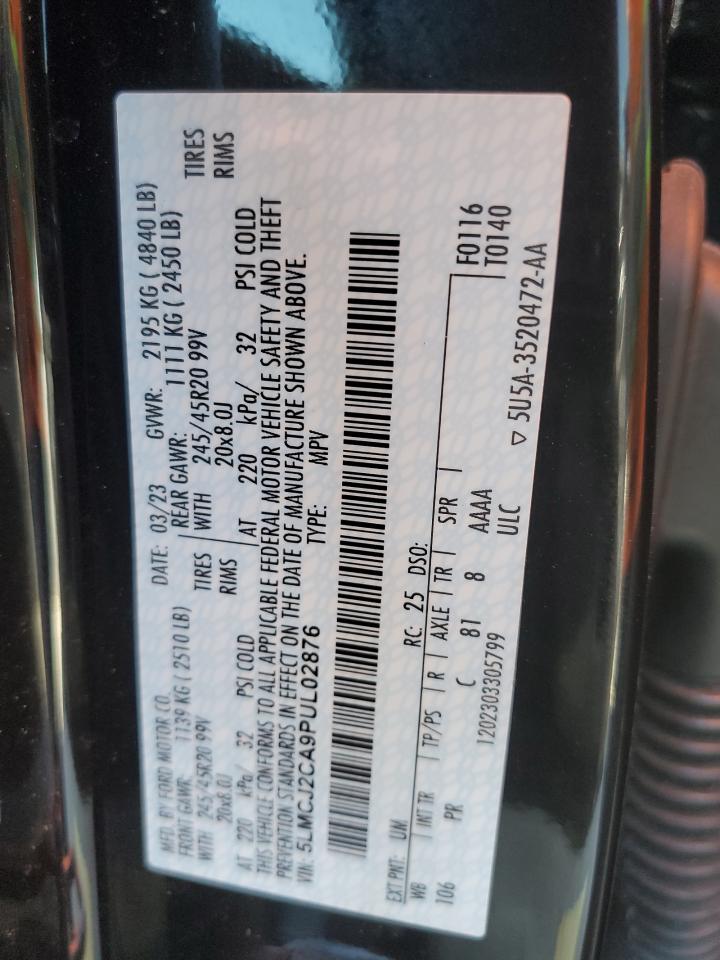 MFD. BY FORD MOTOR CO. DATE: 03/23 GVWR: 2195 KG ( 4840 LB)
FRONT GAWR: 1139 KG ( 2510 LB) REAR GAWR: 1111 KG ( 2450 LB)
WITH 245/45R20 99V TIRES WITH 245/45R20 99V TIRES
20x8.0J RIMS 20x8.0J RIMS
AT 220 kPa/ 32 PSI COLD AT 220 kPa/ 32 PSI COLD
THIS VEHICLE CONFORMS TO ALL APPLICABLE FEDERAL MOTOR VEHICLE SAFETY AND THEFT
PREVENTION STANDARDS IN EFFECT ON THE DATE OF MANUFACTURE SHOWN ABOVE.
VIN: 5LMCJ2CA9PUL02876 TYPE: MPV
EXT PNT: UM RC: 25 DSO:
WB INT TR TP/PS R AXLE TR SPR F0116
106 PR C 81 8 AAAA T0140
ULC
1202303305799 ▽ 5U5A-3520472-AA